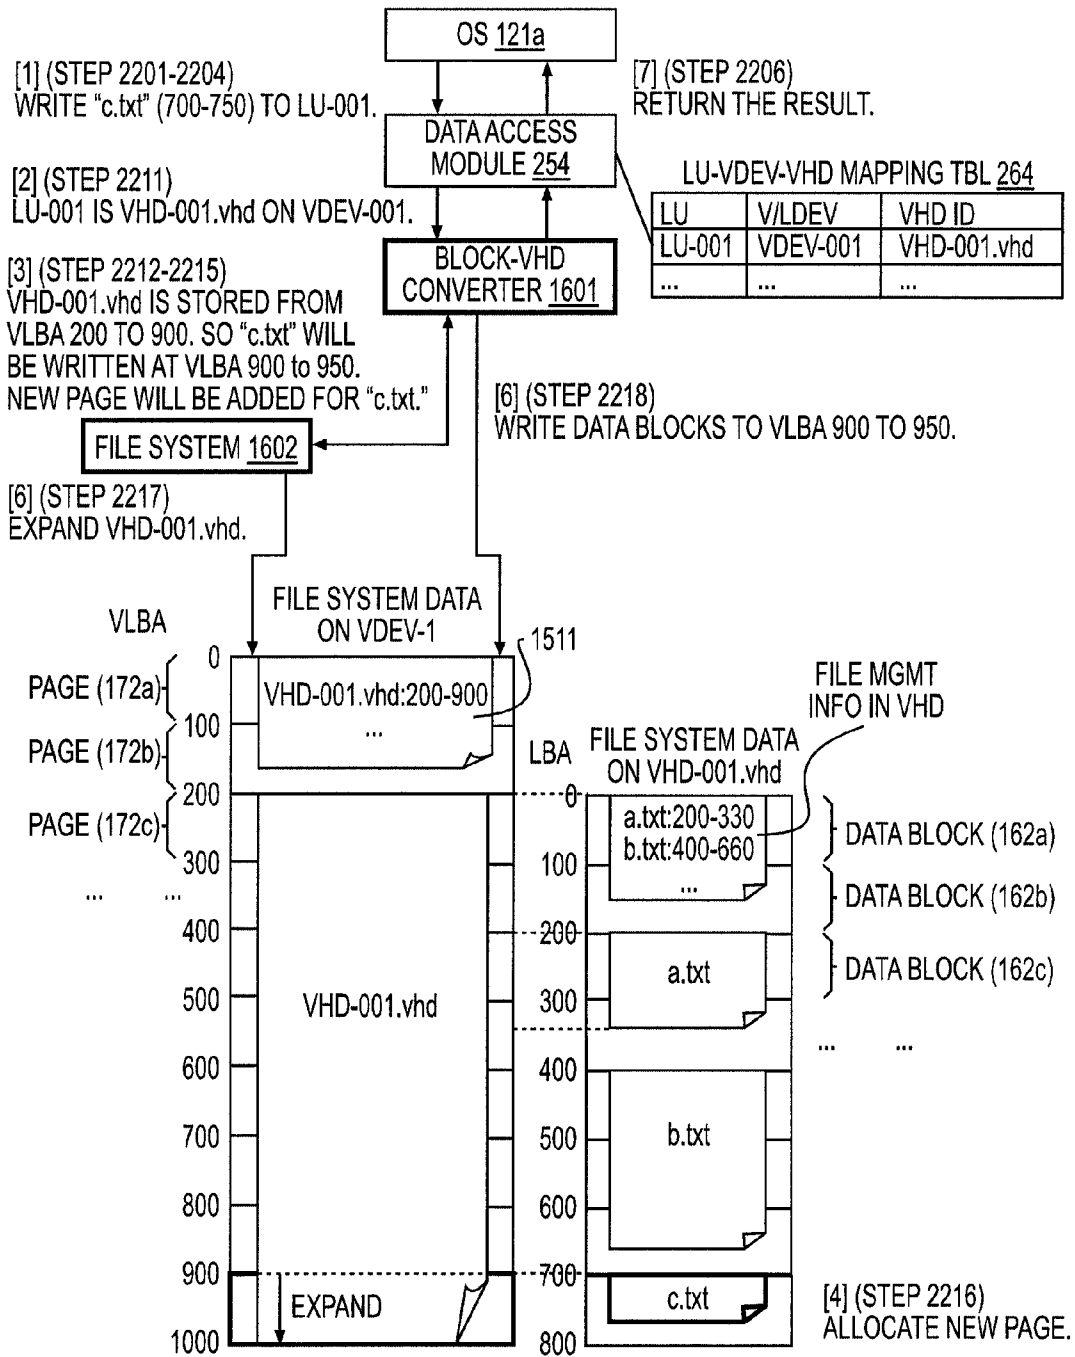 OS 121a
[1] (STEP 2201-2204)
WRITE “c.txt” (700-750) TO LU-001.
[7] (STEP 2206)
RETURN THE RESULT.
DATA ACCESS
MODULE 254
[2] (STEP 2211)
LU-001 IS VHD-001.vhd ON VDEV-001.
LU-VDEV-VHD MAPPING TBL 264
LU V/LDEV VHD ID
LU-001 VDEV-001 VHD-001.vhd
... ... ...
BLOCK-VHD
CONVERTER 1601
[3] (STEP 2212-2215)
VHD-001.vhd IS STORED FROM
VLBA 200 TO 900. SO “c.txt” WILL
BE WRITTEN AT VLBA 900 to 950.
NEW PAGE WILL BE ADDED FOR “c.txt.”
[6] (STEP 2218)
WRITE DATA BLOCKS TO VLBA 900 TO 950.
FILE SYSTEM 1602
[6] (STEP 2217)
EXPAND VHD-001.vhd.
FILE SYSTEM DATA
ON VDEV-1
VLBA
1511
0
PAGE (172a)
VHD-001.vhd:200-900
...
100
PAGE (172b)
200
PAGE (172c)
300
... ...
400
500
VHD-001.vhd
600
700
800
900
EXPAND
1000
FILE MGMT
INFO IN VHD
LBA
FILE SYSTEM DATA
ON VHD-001.vhd
0
a.txt:200-330
b.txt:400-660
...
DATA BLOCK (162a)
100
DATA BLOCK (162b)
200
a.txt
DATA BLOCK (162c)
300
... ...
400
b.txt
500
600
700
c.txt
800
[4] (STEP 2216)
ALLOCATE NEW PAGE.